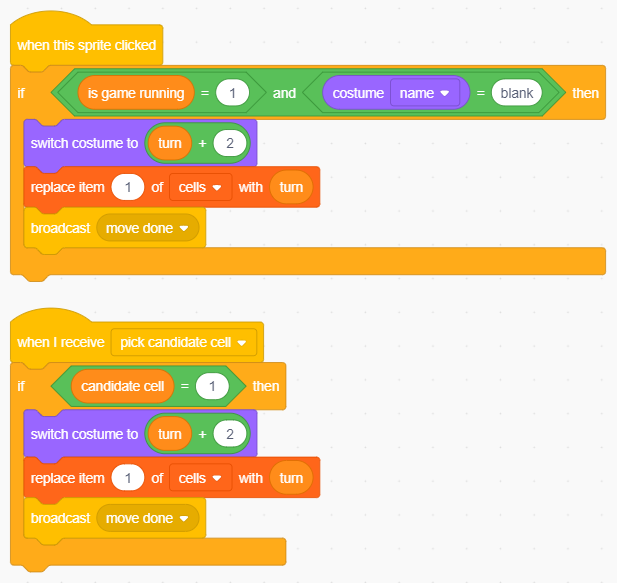 when this sprite clicked
if is game running = 1 and costume name = blank then
switch costume to turn + 2
replace item 1 of cells with turn
broadcast move done
when I receive pick candidate cell
if candidate cell = 1 then
switch costume to turn + 2
replace item 1 of cells with turn
broadcast move done